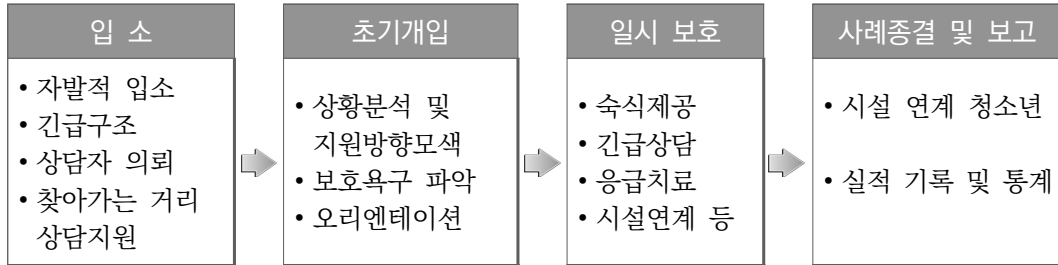 입 소
• 자발적 입소
• 긴급구조
• 상담자 의뢰
• 찾아가는 거리
상담지원
초기개입
• 상황분석 및
지원방향모색
• 보호욕구 파악
• 오리엔테이션
일시 보호
• 숙식제공
• 긴급상담
• 응급치료
• 시설연계 등
사례종결 및 보고
• 시설 연계 청소년
• 실적 기록 및 통계